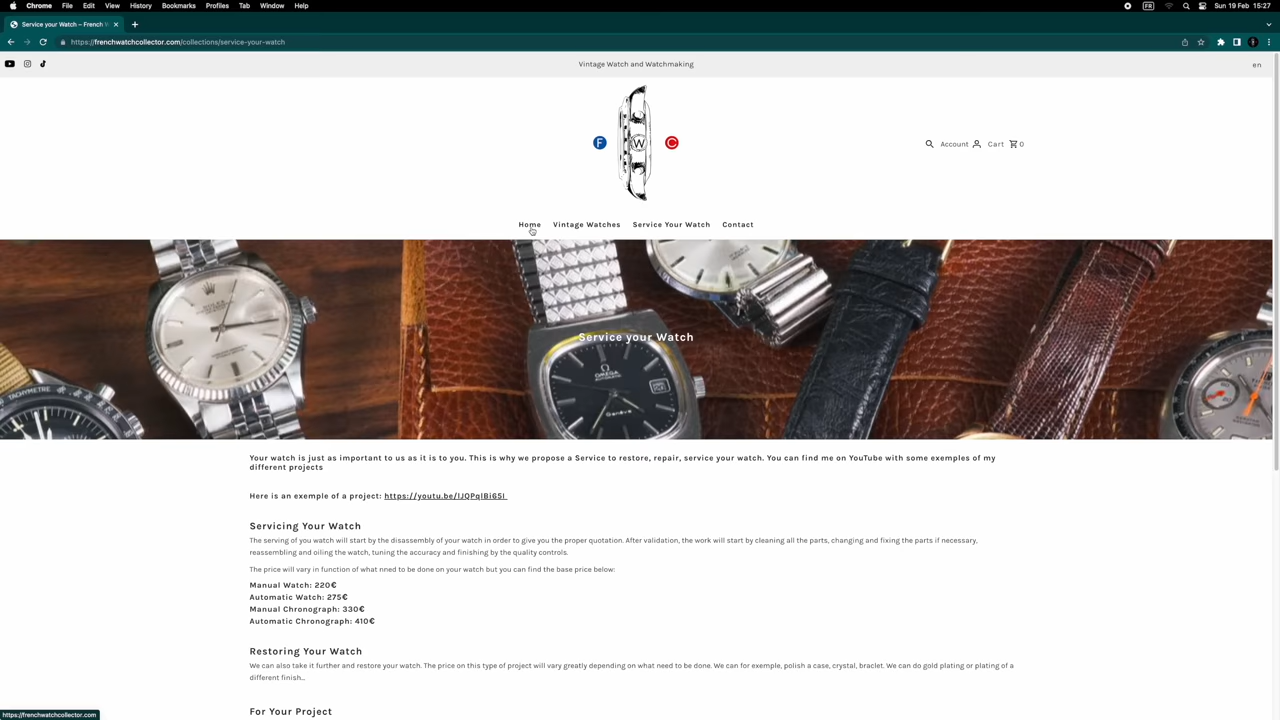 Chrome File Edit View History Bookmarks Profiles Tab Window Help
FR
Sun 19 Feb 15:27
Service your Watch – French W
https://frenchwatchcollector.com/collections/service-your-watch
Vintage Watch and Watchmaking
en
F W C
Account Cart 0
Home Vintage Watches Service Your Watch Contact
OMEGA
AUTOMATIC
Genève
TACHYMETRE
Service your Watch
Your watch is just as important to us as it is to you. This is why we propose a Service to restore, repair, service your watch. You can find me on YouTube with some exemples of my
different projects
Here is an exemple of a project:
Servicing Your Watch
The serving of you watch will start by the disassembly of your watch in order to give you the proper quotation. After validation, the work will start by cleaning all the parts, changing and fixing the parts if necessary,
reassembling and oiling the watch, tuning the accuracy and finishing by the quality controls.
The price will vary in function of what nned to be done on your watch but you can find the base price below:
Manual Watch: 220€
Automatic Watch: 275€
Manual Chronograph: 330€
Automatic Chronograph: 410€
Restoring Your Watch
We can also take it further and restore your watch. The price on this type of project will vary greatly depending on what need to be done. We can for exemple, polish a case, crystal, braclet. We can do gold plating or plating of a
different finish...
For Your Project
https://frenchwatchcollector.com